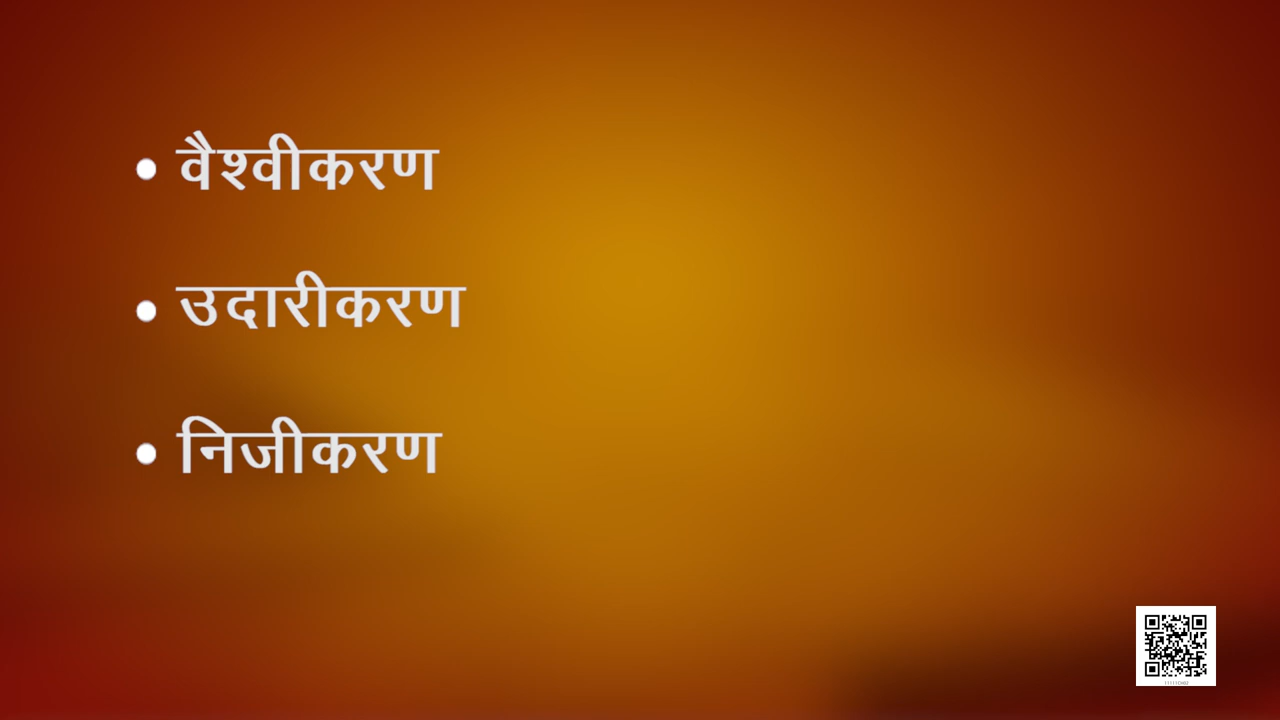 • वैश्वीकरण
• उदारीकरण
• निजीकरण